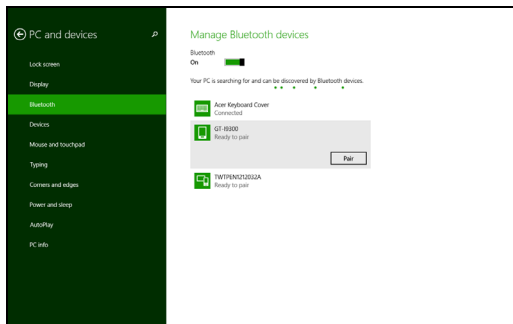 PC and devices
Lock screen
Display
Bluetooth
Devices
Mouse and touchpad
Typing
Corners and edges
Power and sleep
AutoPlay
PC info
Manage Bluetooth devices
Bluetooth
On
Your PC is searching for and can be discovered by Bluetooth devices.
Acer Keyboard Cover
Connected
GT-I9300
Ready to pair
Pair
TWTPEN1212032A
Ready to pair